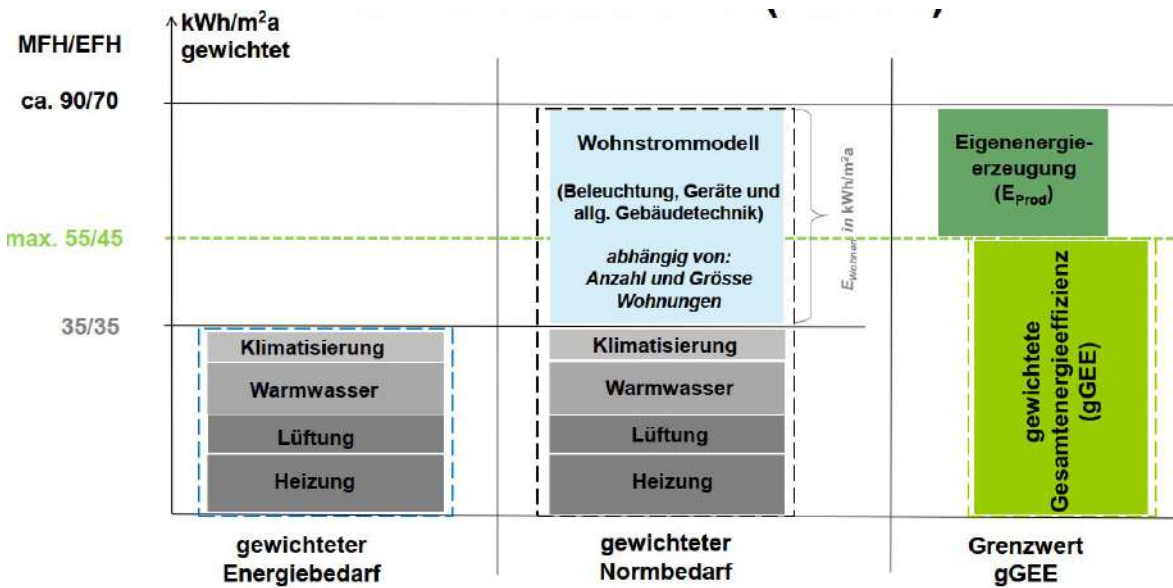 kWh/m²a
gewichtet
MFH/EFH
ca. 90/70
max. 55/45
35/35
Klimatisierung
Warmwasser
Lüftung
Heizung
gewichteter
Energiebedarf
Wohnstrommodell
(Beleuchtung, Geräte und
allg. Gebäudetechnik)
abhängig von:
Anzahl und Grösse
Wohnungen
E_Wohnen in kWh/m²a
Klimatisierung
Warmwasser
Lüftung
Heizung
gewichteter
Normbedarf
Eigenenergie-
erzeugung
(E_Prod)
gewichtete
Gesamtenergieeffizienz
(gGEE)
Grenzwert
gGEE